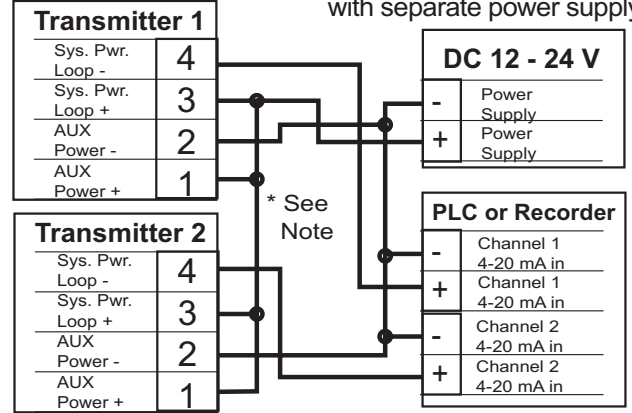 with separate power supply
Transmitter 1
Sys. Pwr.
Loop -
4
Sys. Pwr.
Loop +
3
AUX
Power -
2
AUX
Power +
1
DC 12 - 24 V
-
Power
Supply
+
Power
Supply
* See
Note
Transmitter 2
Sys. Pwr.
Loop -
4
Sys. Pwr.
Loop +
3
AUX
Power -
2
AUX
Power +
1
PLC or Recorder
-
Channel 1
4-20 mA in
+
Channel 1
4-20 mA in
-
Channel 2
4-20 mA in
+
Channel 2
4-20 mA in